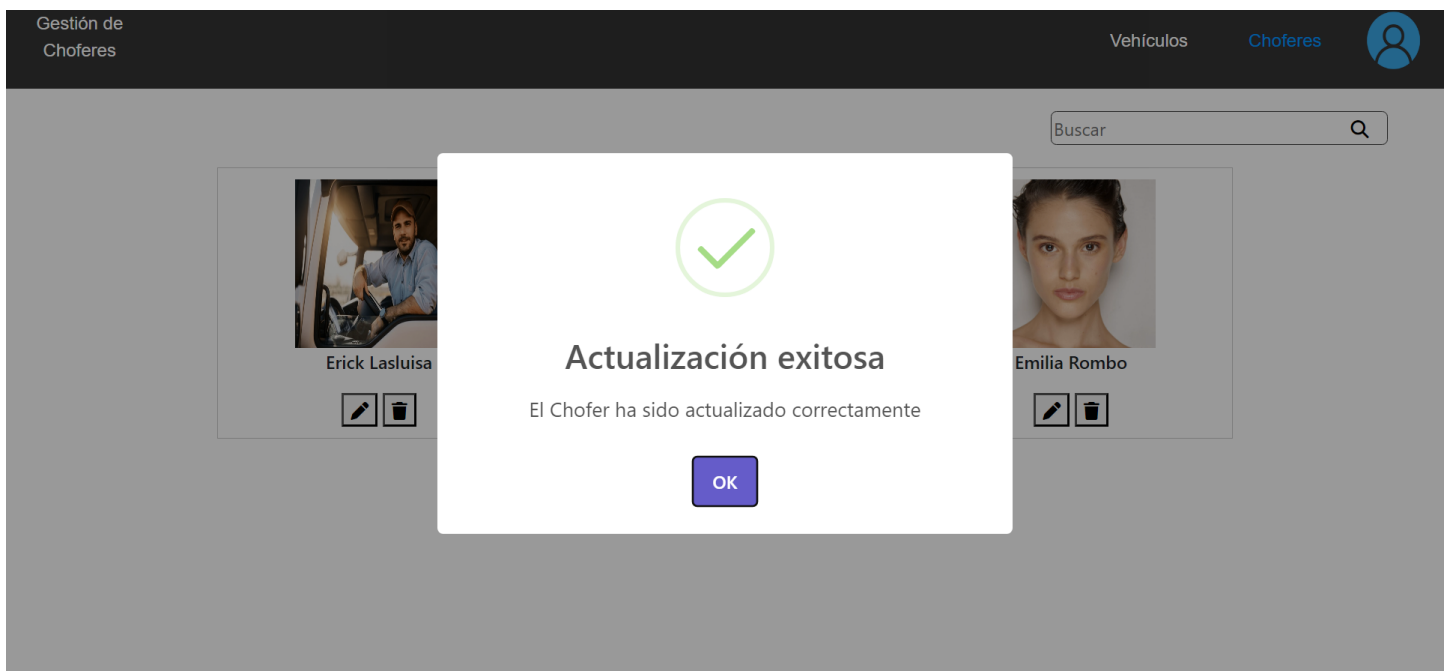 Gestión de
Choferes
Vehículos
Choferes
Buscar
Erick Lasluisa
Emilia Rombo
Actualización exitosa
El Chofer ha sido actualizado correctamente
OK